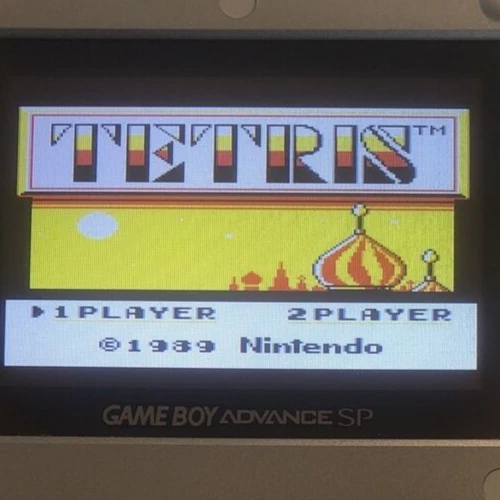 TETRIS™
▶1PLAYER 2PLAYER
©1989 Nintendo
GAME BOY ADVANCE SP